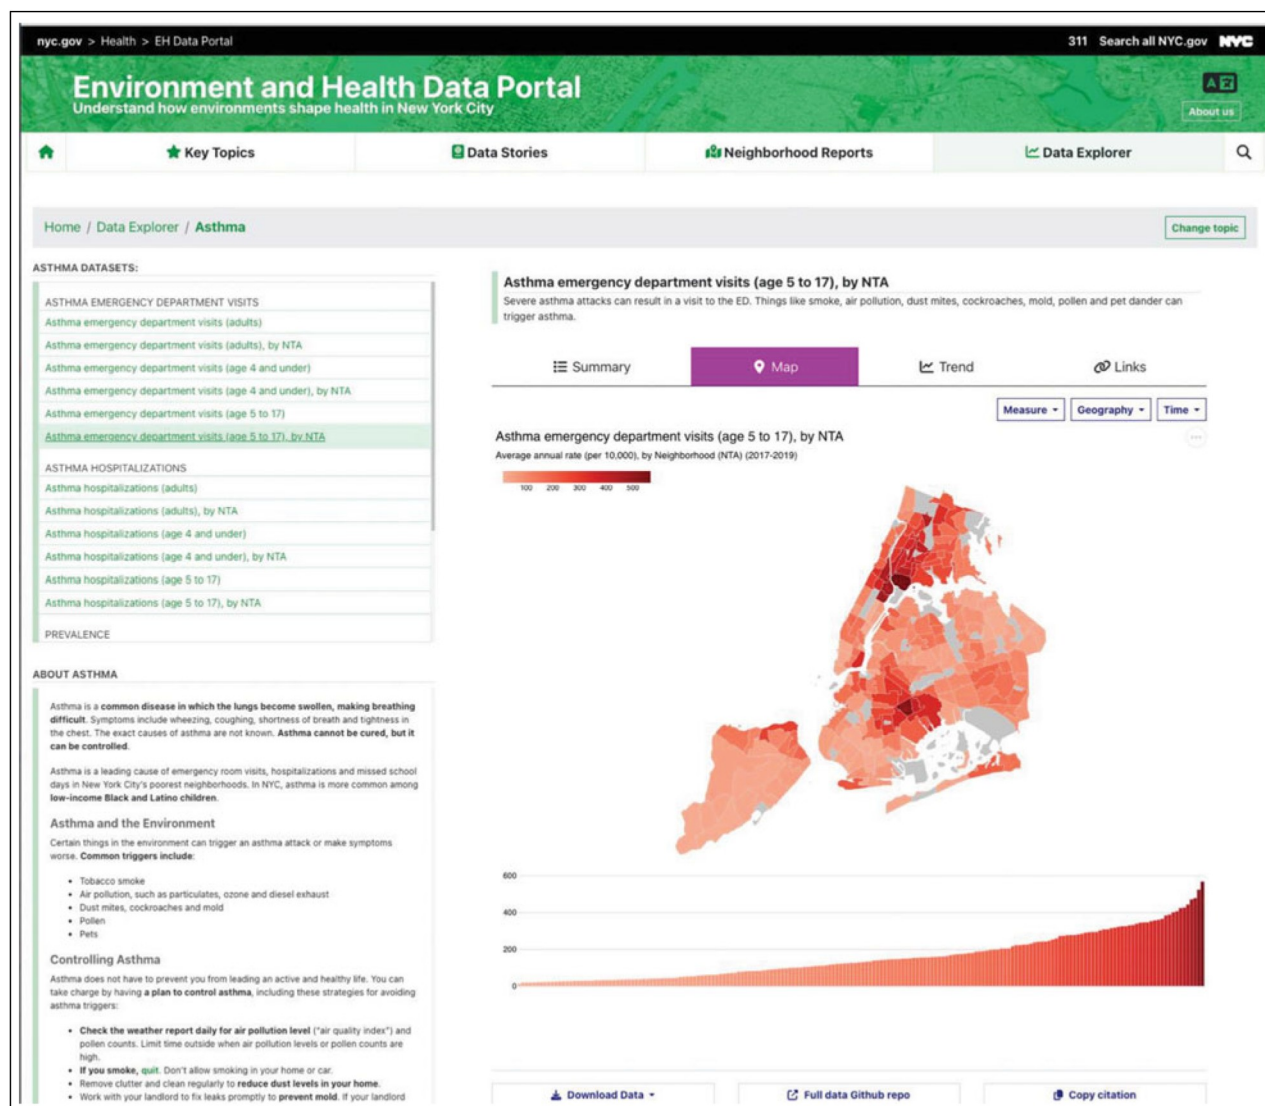 nyc.gov > Health > EH Data Portal
311 Search all NYC.gov NYC
Environment and Health Data Portal
Understand how environments shape health in New York City
About us
Key Topics
Data Stories
Neighborhood Reports
Data Explorer
Home / Data Explorer / Asthma
Change topic
ASTHMA DATASETS:
ASTHMA EMERGENCY DEPARTMENT VISITS
Asthma emergency department visits (adults)
Asthma emergency department visits (adults), by NTA
Asthma emergency department visits (age 4 and under)
Asthma emergency department visits (age 4 and under), by NTA
Asthma emergency department visits (age 5 to 17)
Asthma emergency department visits (age 5 to 17), by NTA
ASTHMA HOSPITALIZATIONS
Asthma hospitalizations (adults)
Asthma hospitalizations (adults), by NTA
Asthma hospitalizations (age 4 and under)
Asthma hospitalizations (age 4 and under), by NTA
Asthma hospitalizations (age 5 to 17)
Asthma hospitalizations (age 5 to 17), by NTA
PREVALENCE
ABOUT ASTHMA
Asthma is a common disease in which the lungs become swollen, making breathing
difficult. Symptoms include wheezing, coughing, shortness of breath and tightness in
the chest. The exact causes of asthma are not known. Asthma cannot be cured, but it
can be controlled.
Asthma is a leading cause of emergency room visits, hospitalizations and missed school
days in New York City's poorest neighborhoods. In NYC, asthma is more common among
low-income Black and Latino children.
Asthma and the Environment
Certain things in the environment can trigger an asthma attack or make symptoms
worse. Common triggers include:
• Tobacco smoke
• Air pollution, such as particulates, ozone and diesel exhaust
• Dust mites, cockroaches and mold
• Pollen
• Pets
Controlling Asthma
Asthma does not have to prevent you from leading an active and healthy life. You can
take charge by having a plan to control asthma, including these strategies for avoiding
asthma triggers:
• Check the weather report daily for air pollution level ("air quality index") and
pollen counts. Limit time outside when air pollution levels or pollen counts are
high.
• If you smoke, quit. Don't allow smoking in your home or car.
• Remove clutter and clean regularly to reduce dust levels in your home.
• Work with your landlord to fix leaks promptly to prevent mold. If your landlord
Asthma emergency department visits (age 5 to 17), by NTA
Severe asthma attacks can result in a visit to the ED. Things like smoke, air pollution, dust mites, cockroaches, mold, pollen and pet dander can
trigger asthma.
Summary
Map
Trend
Links
Measure
Geography
Time
Asthma emergency department visits (age 5 to 17), by NTA
Average annual rate (per 10,000), by Neighborhood (NTA) (2017-2019)
100 200 300 400 500
600
400
200
0
Download Data
Full data Github repo
Copy citation